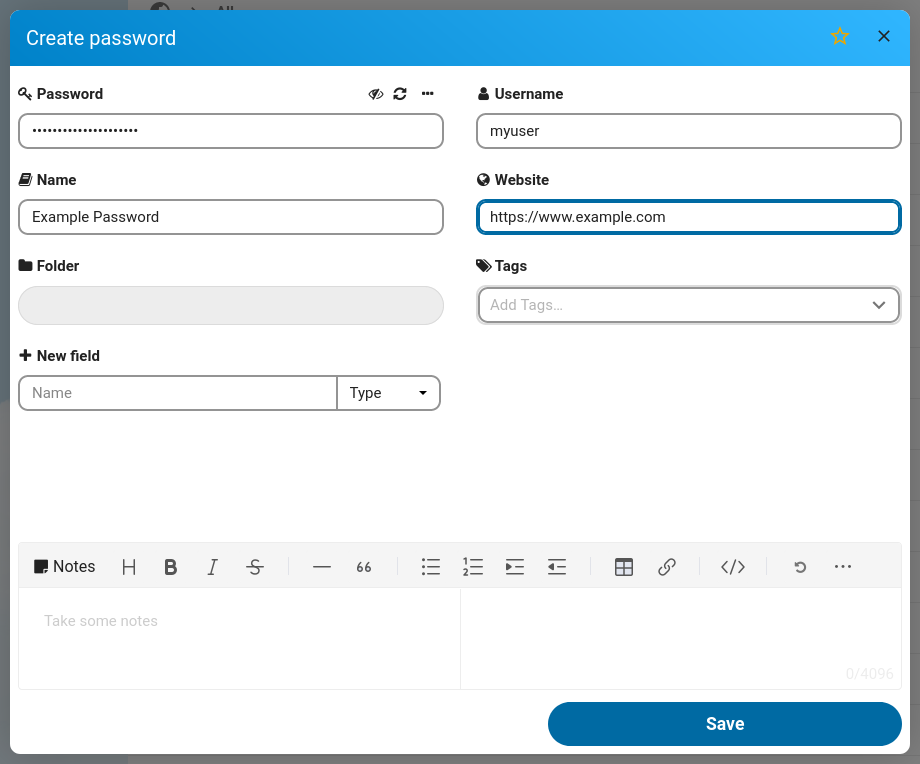 All
Create password
Password
•••••••••••••••••••••
Username
myuser
Name
Example Password
Website
https://www.example.com
Folder
Tags
Add Tags…
New field
Name
Type
Notes
Take some notes
0/4096
Save